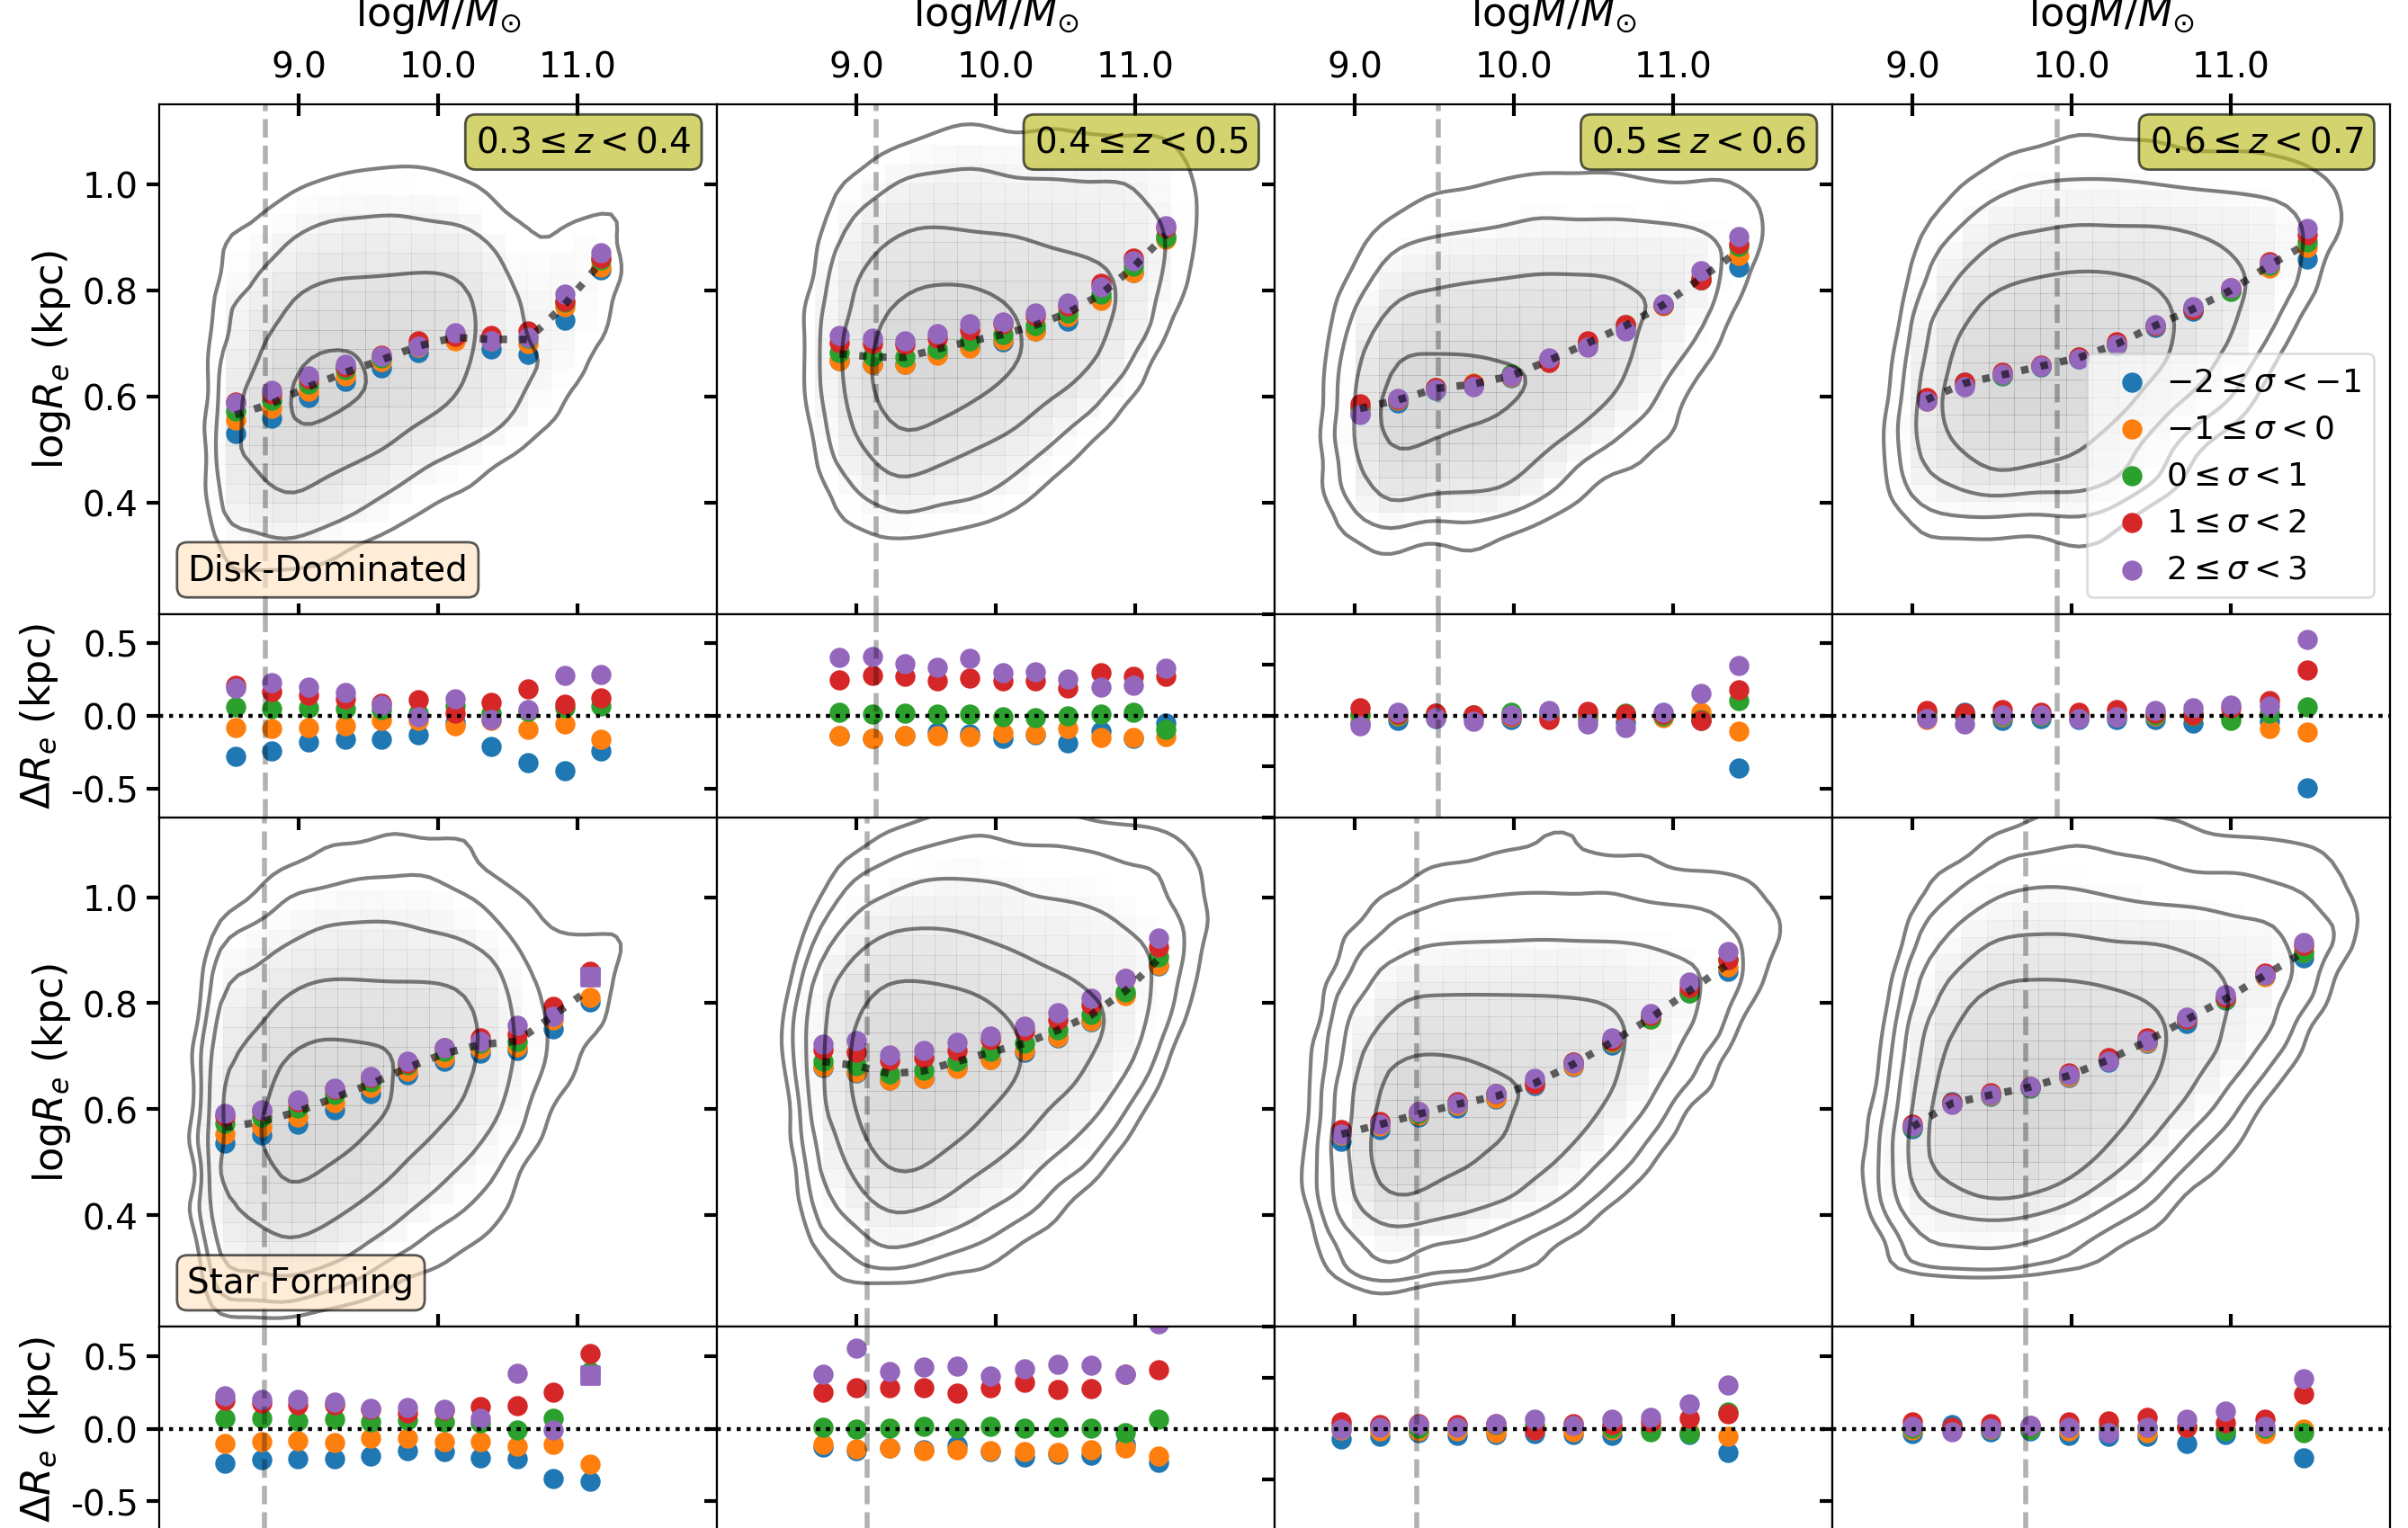 logM/M⊙ logM/M⊙ logM/M⊙ logM/M⊙
9.0 10.0 11.0 9.0 10.0 11.0 9.0 10.0 11.0 9.0 10.0 11.0
0.3 ≤ z < 0.4 0.4 ≤ z < 0.5 0.5 ≤ z < 0.6 0.6 ≤ z < 0.7
logRe (kpc)
1.0
0.8
0.6
0.4
−2 ≤ σ < −1
−1 ≤ σ < 0
0 ≤ σ < 1
1 ≤ σ < 2
2 ≤ σ < 3
Disk-Dominated
ΔRe (kpc)
0.5
0.0
-0.5
logRe (kpc)
1.0
0.8
0.6
0.4
Star Forming
ΔRe (kpc)
0.5
0.0
-0.5